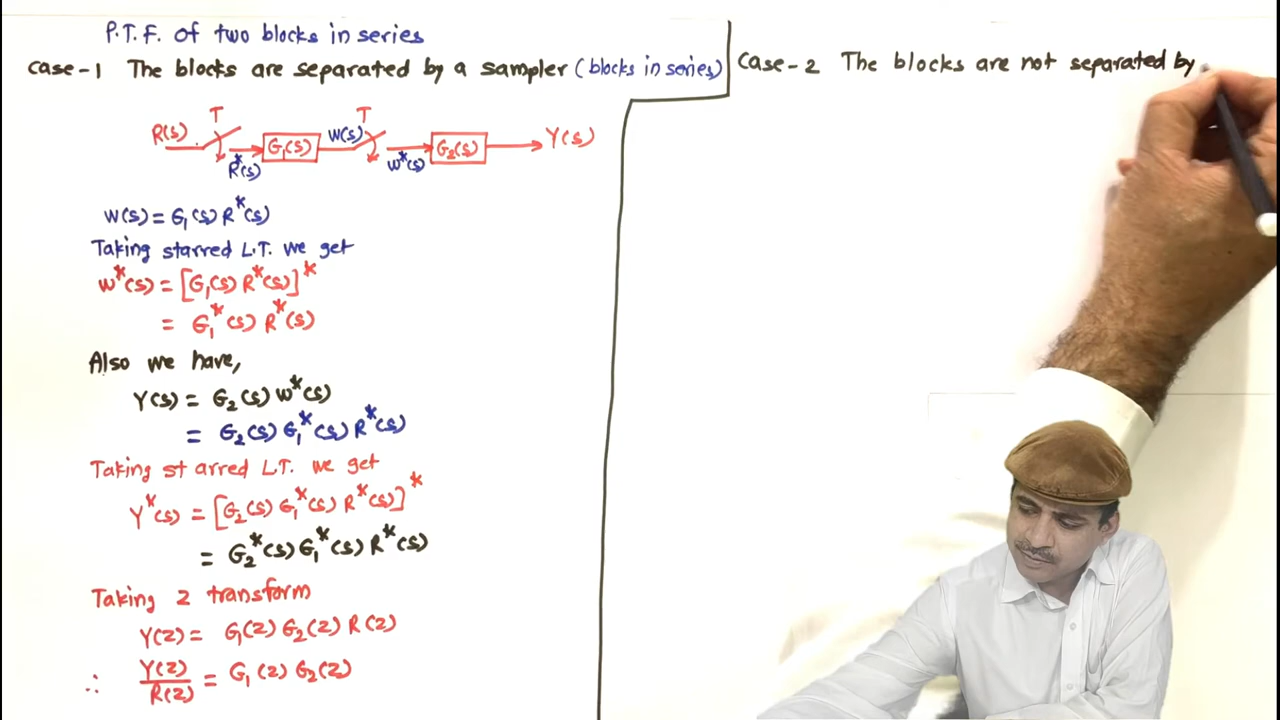 P.T.F. of two blocks in series
case-1 The blocks are separated by a sampler (blocks in series)
T T
R(s) R*(s) G₁(s) W(s) W*(s) G₂(s) Y(s)
W(s) = G₁(s) R*(s)
Taking starred L.T. we get
W*(s) = [G₁(s) R*(s)]*
= G₁*(s) R*(s)
Also we have,
Y(s) = G₂(s) W*(s)
= G₂(s) G₁*(s) R*(s)
Taking st arred L.T. we get
Y*(s) = [G₂(s) G₁*(s) R*(s)]*
= G₂*(s) G₁*(s) R*(s)
Taking z transform
Y(z) = G₁(z) G₂(z) R(z)
∴ Y(z)/R(z) = G₁(z) G₂(z)
Case-2 The blocks are not separated by